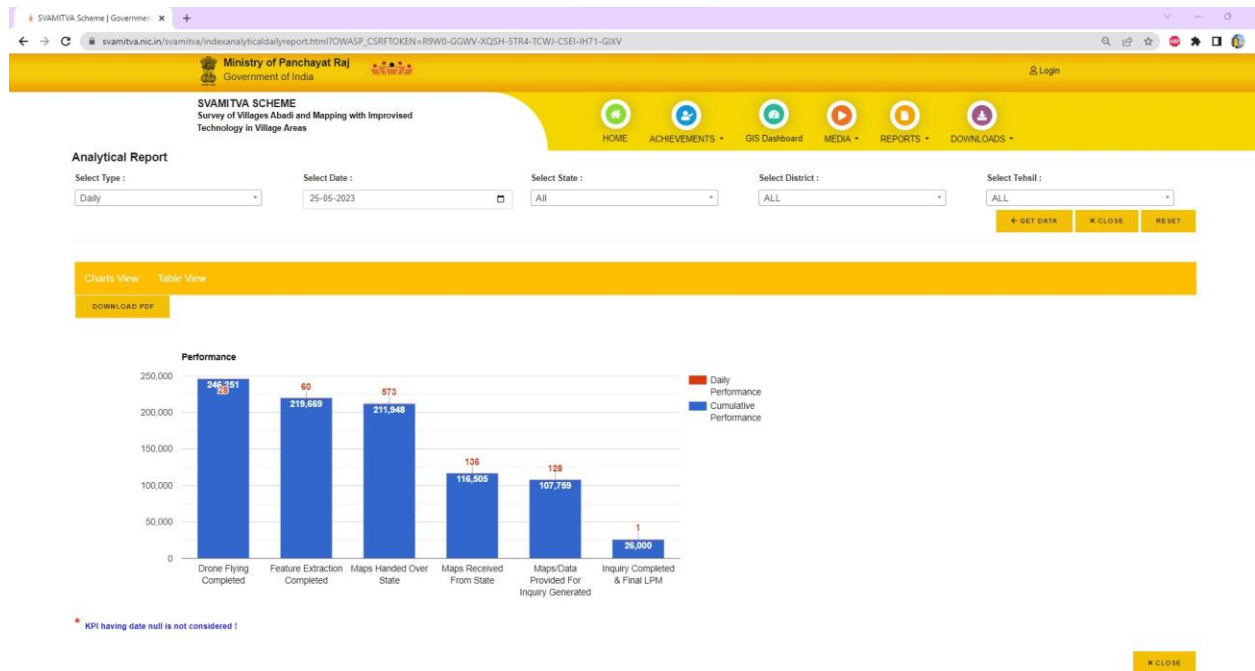 SVAMITVA Scheme | Governmen
svamitva.nic.in/svamitva/indexanalyticaldailyreport.html?OWASP_CSRFTOKEN=R9W0-GGWV-XQSH-5TR4-TCWJ-CSEI-IH71-GIXV
Ministry of Panchayat Raj
Government of India
Login
SVAMITVA SCHEME
Survey of Villages Abadi and Mapping with Improvised
Technology in Village Areas
HOME ACHIEVEMENTS GIS Dashboard MEDIA REPORTS DOWNLOADS
Analytical Report
Select Type : Select Date : Select State : Select District : Select Tehsil :
Daily 25-05-2023 All ALL ALL
GET DATA CLOSE RESET
Charts View Table View
DOWNLOAD PDF
Performance
250,000
200,000
150,000
100,000
50,000
0
246,251
28
60
219,669
573
211,948
136
116,505
128
107,759
1
26,000
Drone Flying
Completed
Feature Extraction
Completed
Maps Handed Over
State
Maps Received
From State
Maps/Data
Provided For
Inquiry Generated
Inquiry Completed
& Final LPM
Daily
Performance
Cumulative
Performance
* KPI having date null is not considered !
CLOSE